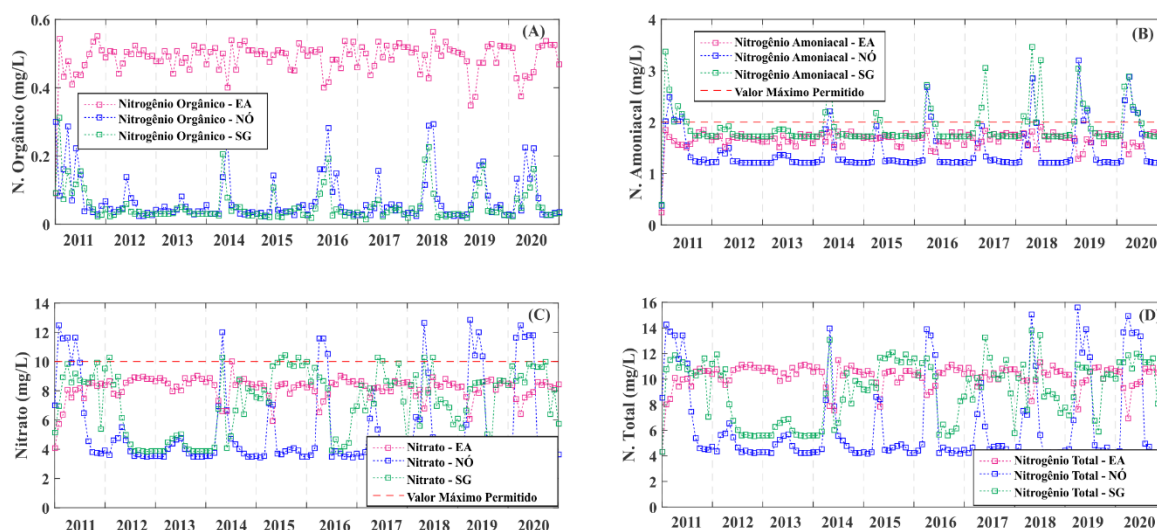 (A)
N. Orgânico (mg/L)
0.6
0.4
0.2
0
Nitrogênio Orgânico - EA
Nitrogênio Orgânico - NÓ
Nitrogênio Orgânico - SG
2011 2012 2013 2014 2015 2016 2017 2018 2019 2020
(B)
N. Amoniacal (mg/L)
4
3
2
1
0
Nitrogênio Amoniacal - EA
Nitrogênio Amoniacal - NÓ
Nitrogênio Amoniacal - SG
Valor Máximo Permitido
2011 2012 2013 2014 2015 2016 2017 2018 2019 2020
(C)
Nitrato (mg/L)
14
12
10
8
6
4
2
0
Nitrato - EA
Nitrato - NÓ
Nitrato - SG
Valor Máximo Permitido
2011 2012 2013 2014 2015 2016 2017 2018 2019 2020
(D)
N. Total (mg/L)
16
14
12
10
8
6
4
2
0
Nitrogênio Total - EA
Nitrogênio Total - NÓ
Nitrogênio Total - SG
2011 2012 2013 2014 2015 2016 2017 2018 2019 2020